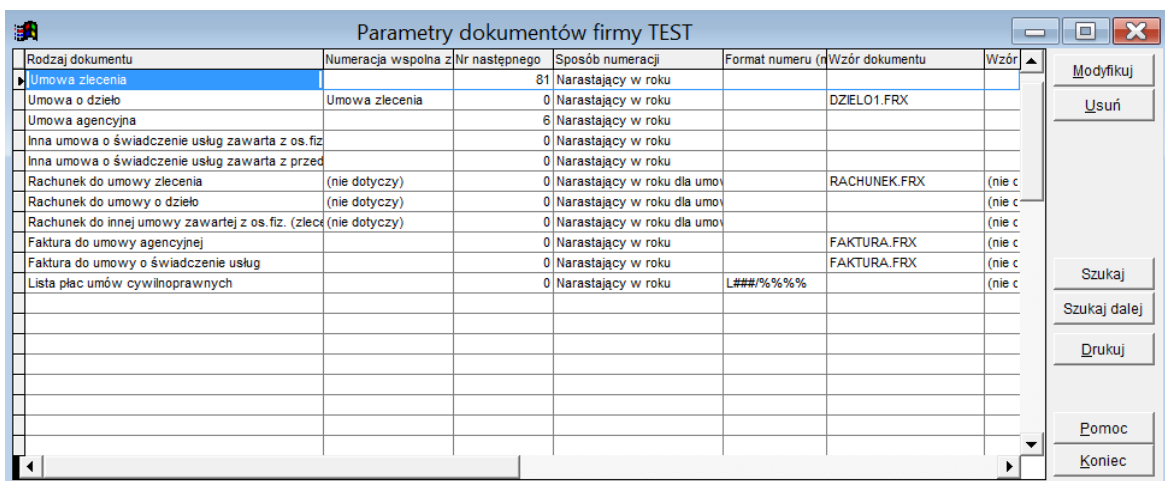 Parametry dokumentów firmy TEST
Rodzaj dokumentu Numeracja wspolna z Nr następnego Sposób numeracji Format numeru (n Wzór dokumentu Wzór
Umowa zlecenia 81 Narastający w roku
Umowa o dzieło Umowa zlecenia 0 Narastający w roku DZIELO1.FRX
Umowa agencyjna 6 Narastający w roku
Inna umowa o świadczenie usług zawarta z os.fiz 0 Narastający w roku
Inna umowa o świadczenie usług zawarta z przed 0 Narastający w roku
Rachunek do umowy zlecenia (nie dotyczy) 0 Narastający w roku dla umov RACHUNEK.FRX (nie c
Rachunek do umowy o dzieło (nie dotyczy) 0 Narastający w roku dla umov (nie c
Rachunek do innej umowy zawartej z os.fiz. (zlece (nie dotyczy) 0 Narastający w roku dla umov (nie c
Faktura do umowy agencyjnej 0 Narastający w roku FAKTURA.FRX (nie c
Faktura do umowy o świadczenie usług 0 Narastający w roku FAKTURA.FRX (nie c
Lista płac umów cywilnoprawnych 0 Narastający w roku L###/%%%% (nie c
Modyfikuj
Usuń
Szukaj
Szukaj dalej
Drukuj
Pomoc
Koniec